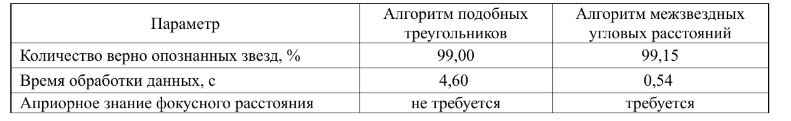 Параметр
Алгоритм подобных
треугольников
Алгоритм межзвездных
угловых расстояний
Количество верно опознанных звезд, % 99,00 99,15
Время обработки данных, с 4,60 0,54
Априорное знание фокусного расстояния не требуется требуется